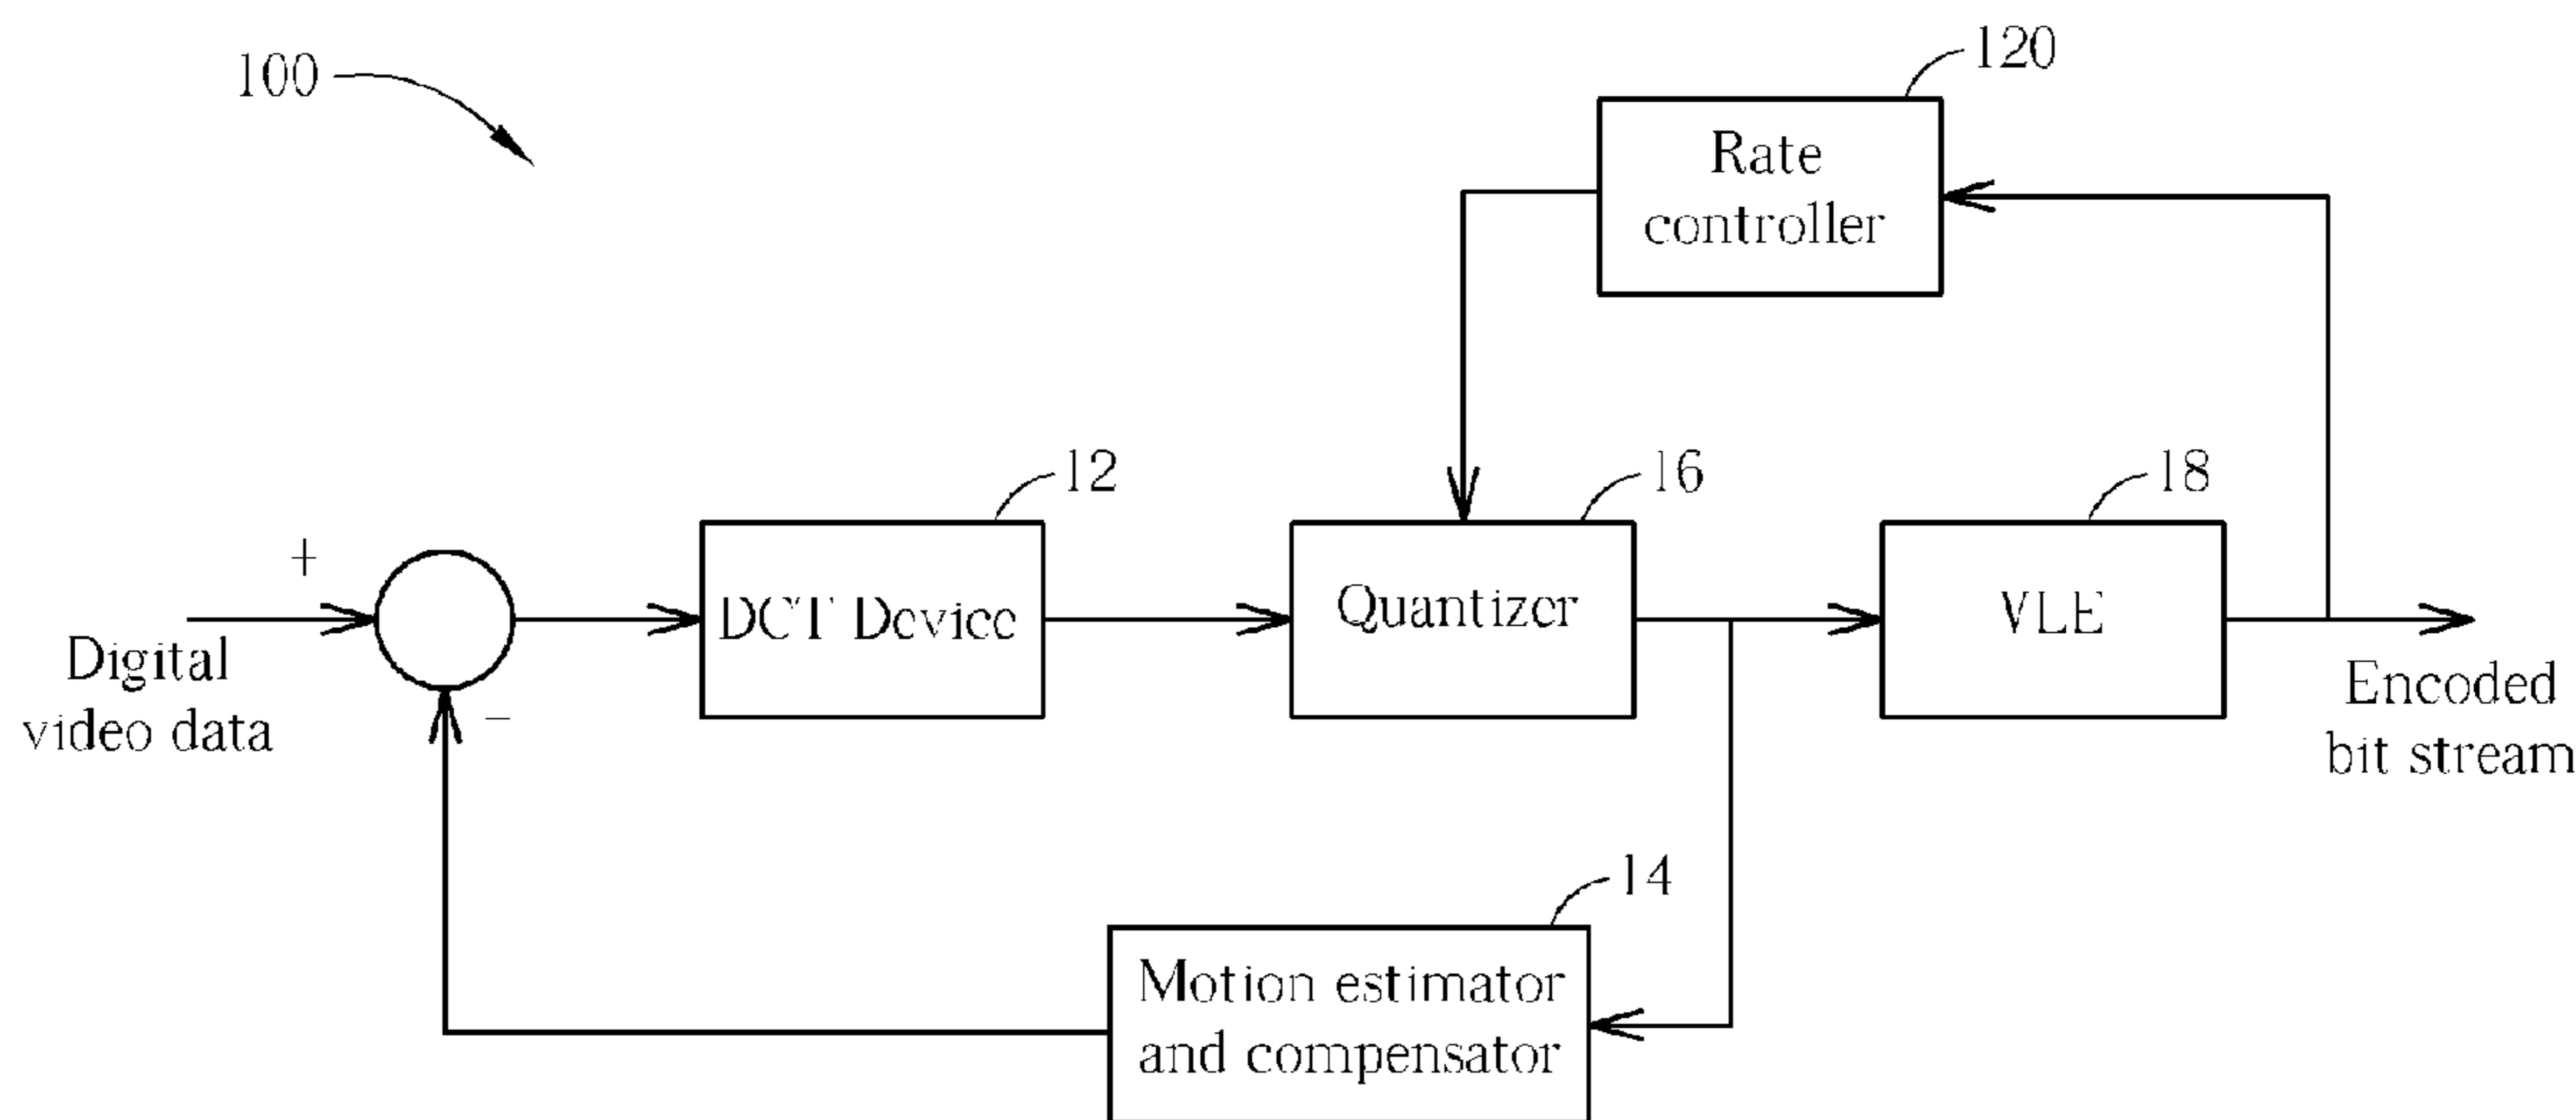 100
120
Rate
controller
12
16
18
+
DCT Device
Quantizer
VLE
Digital
video data
−
Encoded
bit stream
14
Motion estimator
and compensator